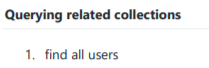 Querying related collections
1. find all users